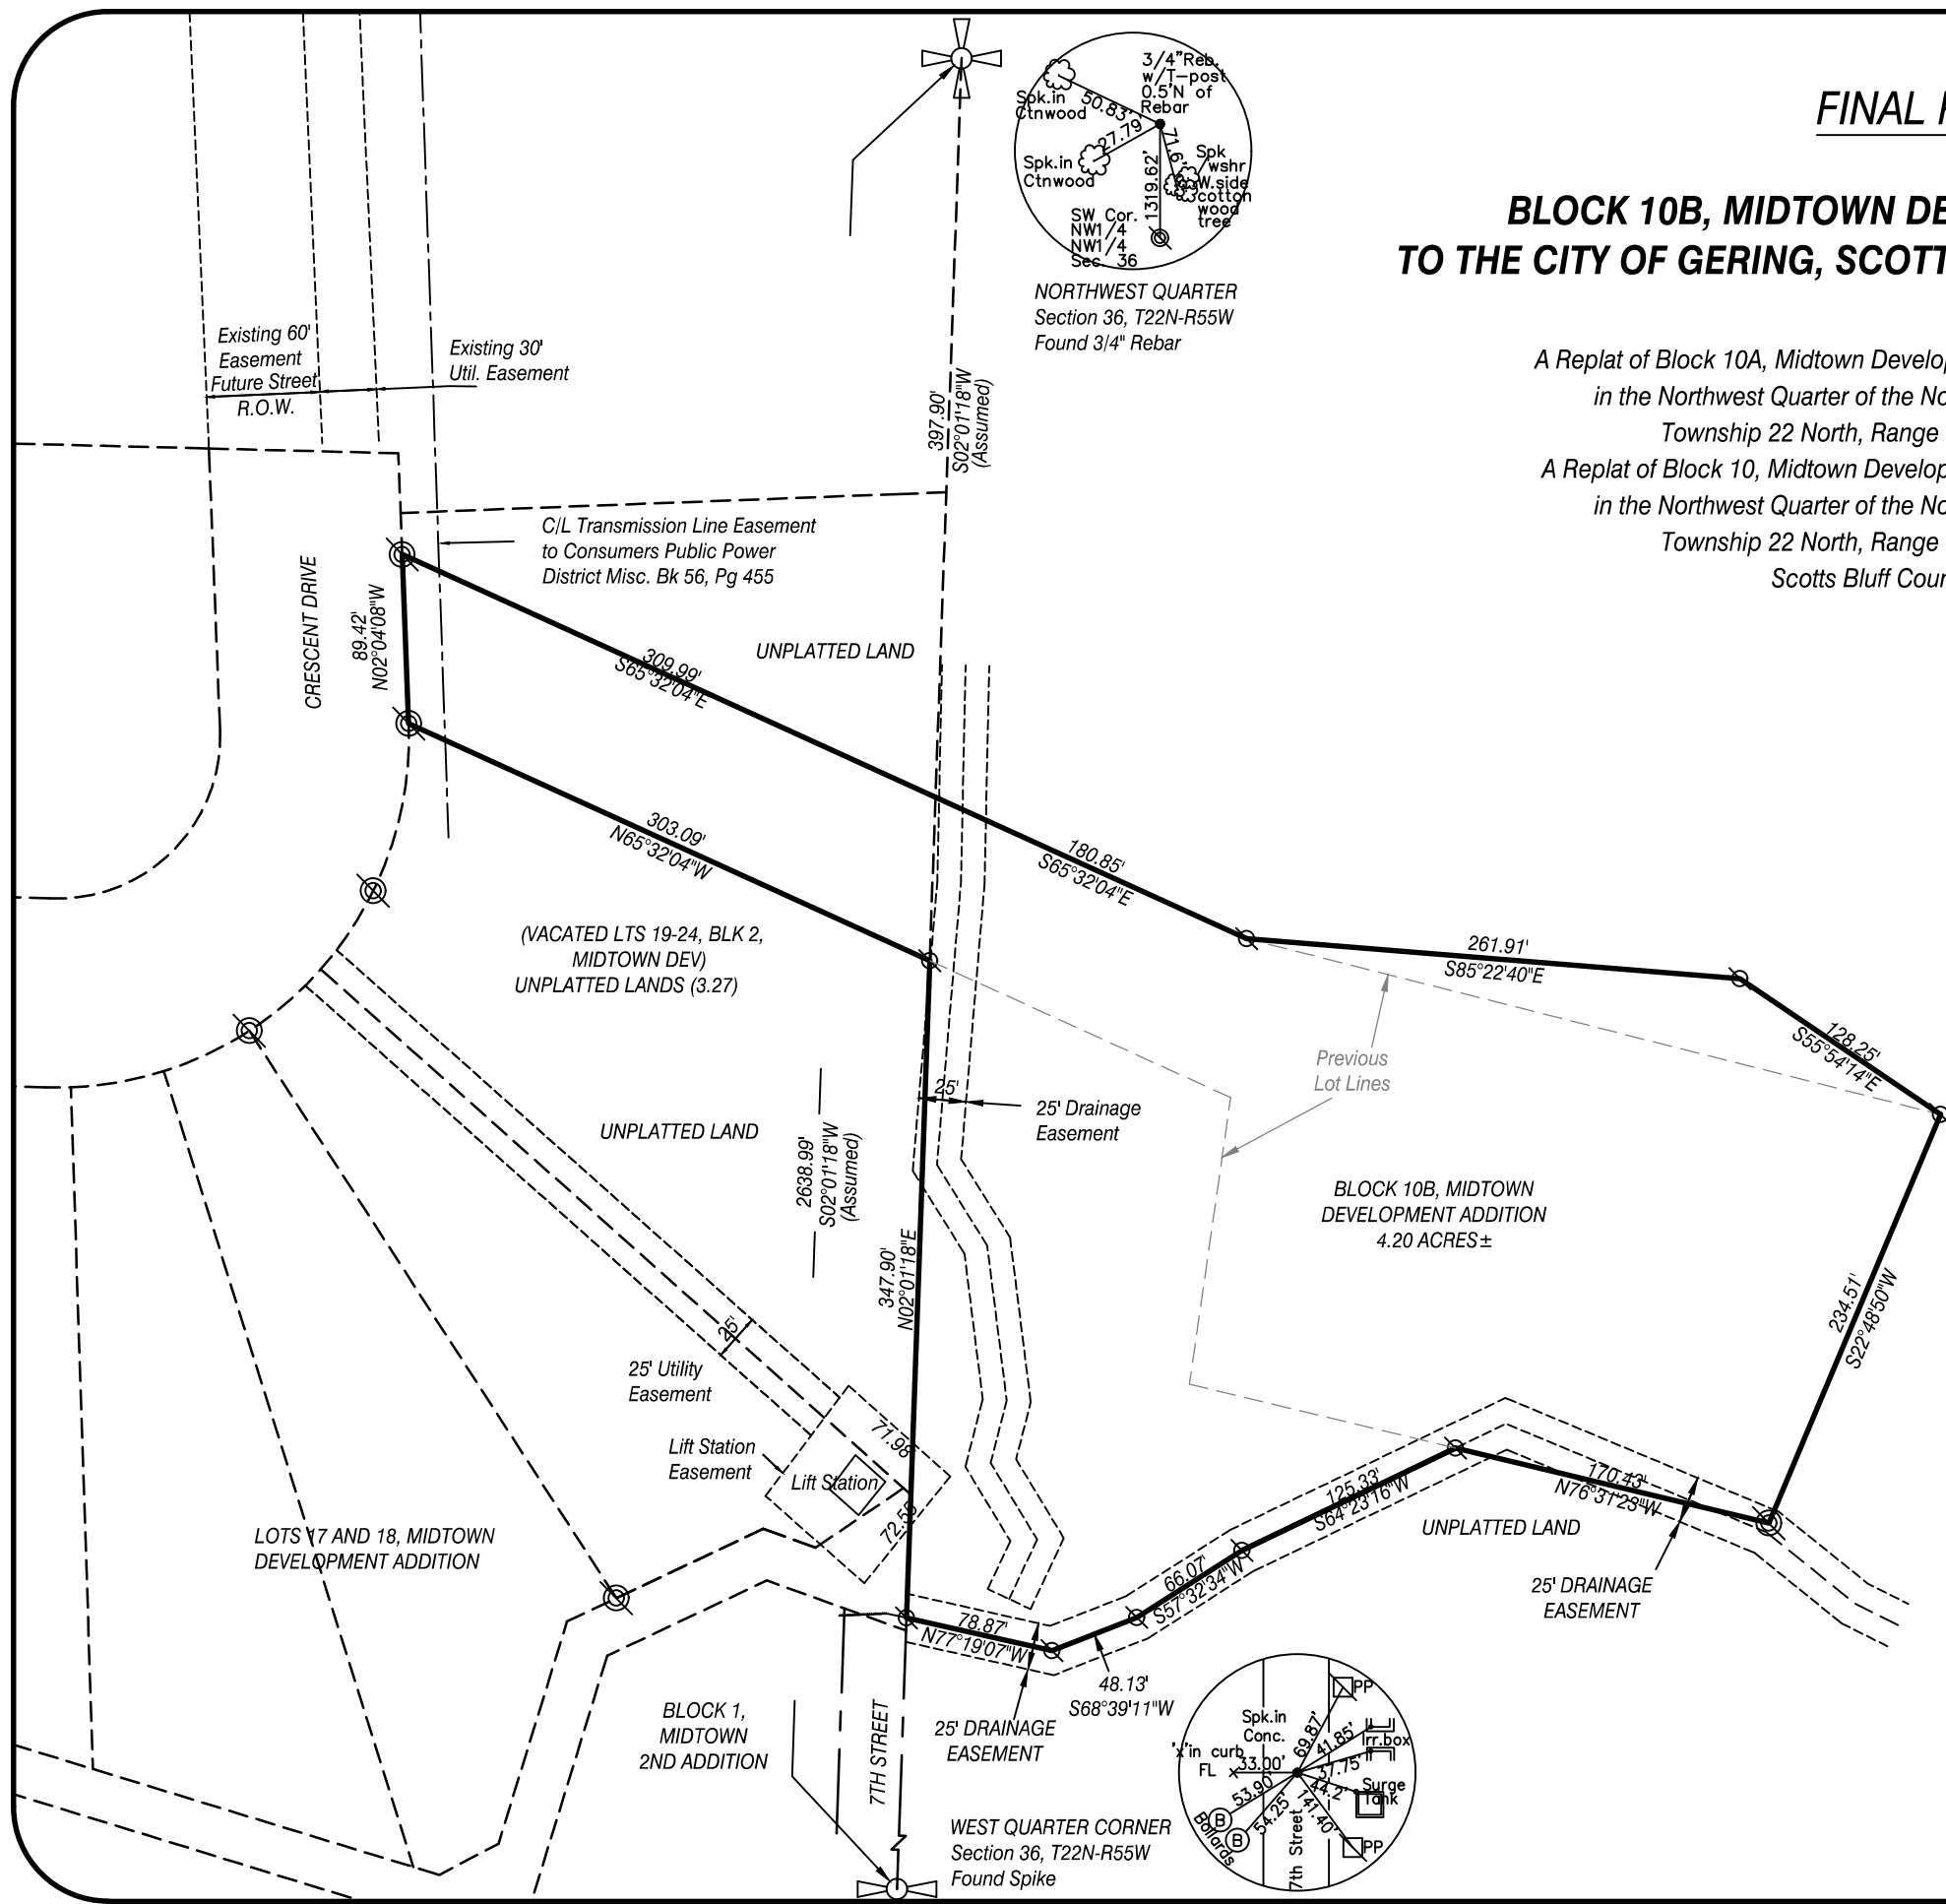 FINAL
BLOCK 10B, MIDTOWN
TO THE CITY OF GERING,
A Replat of Block 10A, Midtown
in the Northwest Quarter of the
Township 22 North, Range
A Replat of Block 10, Midtown
in the Northwest Quarter of the
Township 22 North, Range
Scotts Bluff
3/4"Reb.
w/T-post
0.5'N of
Rebar
Spk.in
Ctnwood
50.83'
27.79'
Spk.in
Ctnwood
1319.62'
Spk
wshr
W.side
cotton
wood
tree
SW Cor.
NW1/4
NW1/4
Sec. 36
NORTHWEST QUARTER
Section 36, T22N-R55W
Found 3/4" Rebar
Existing 60'
Easement
Future Street
R.O.W.
Existing 30'
Util. Easement
397.90'
S02°01'18"W
(Assumed)
C/L Transmission Line Easement
to Consumers Public Power
District Misc. Bk 56, Pg 455
CRESCENT DRIVE
89.42'
N02°04'08"W
UNPLATTED LAND
309.99'
S65°32'04"E
303.09'
N65°32'04"W
180.85'
S65°32'04"E
261.91'
S85°22'40"E
128.25'
S55°54'14"E
(VACATED LTS 19-24, BLK 2,
MIDTOWN DEV)
UNPLATTED LANDS (3.27)
Previous
Lot Lines
25'
25' Drainage
Easement
UNPLATTED LAND
2638.99'
S02°01'18"W
(Assumed)
347.90'
N02°01'18"E
BLOCK 10B, MIDTOWN
DEVELOPMENT ADDITION
4.20 ACRES±
234.51'
S22°48'50"W
25'
25' Utility
Easement
Lift Station
Easement
Lift Station
71.98'
72.55'
LOTS 17 AND 18, MIDTOWN
DEVELOPMENT ADDITION
125.33'
S64°23'16"W
170.43'
N76°31'23"W
UNPLATTED LAND
66.07'
S57°32'34"W
25' DRAINAGE
EASEMENT
78.87'
N77°19'07"W
48.13'
S68°39'11"W
25' DRAINAGE
EASEMENT
BLOCK 1,
MIDTOWN
2ND ADDITION
7TH STREET
WEST QUARTER CORNER
Section 36, T22N-R55W
Found Spike
PP
Spk.in
Conc.
69.87'
41.85'
Irr.box
'x'in curb
FL
33.00'
37.75'
53.90'
44.2'
Surge
Tank
54.25'
141.40'
B
B
Bollards
7th Street
PP